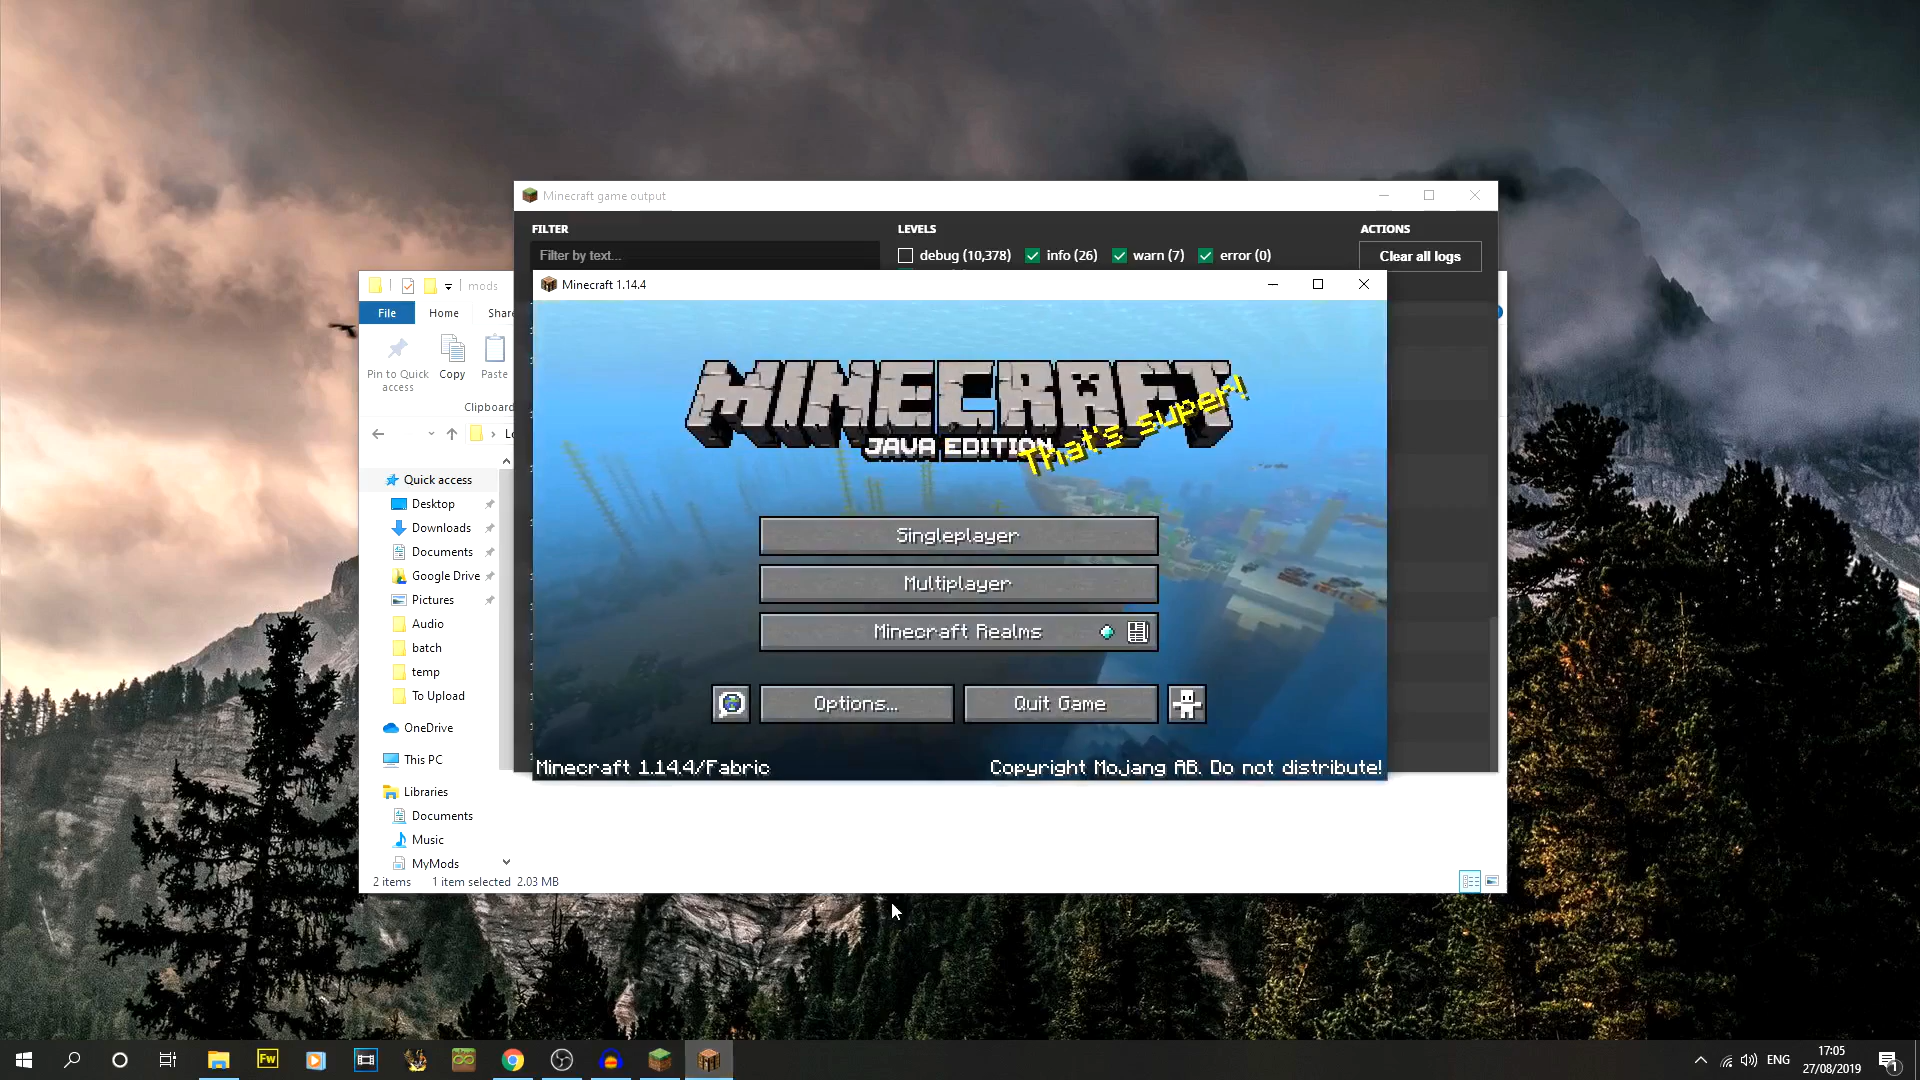 Minecraft game output
FILTER
LEVELS
ACTIONS
Filter by text...
debug (10,378)
info (26)
warn (7)
error (0)
Clear all logs
mods
Minecraft 1.14.4
File
Home
Share
Pin to Quick access
Copy
Paste
Clipboard
MINECRAFT
JAVA EDITION
That's super!
Quick access
Desktop
Downloads
Documents
Google Drive
Pictures
Audio
batch
temp
To Upload
OneDrive
This PC
Libraries
Documents
Music
MyMods
Singleplayer
Multiplayer
Minecraft Realms
Options...
Quit Game
Minecraft 1.14.4/Fabric
Copyright Mojang AB. Do not distribute!
2 items
1 item selected 2.03 MB
Fw
ENG
17:05
27/08/2019
1